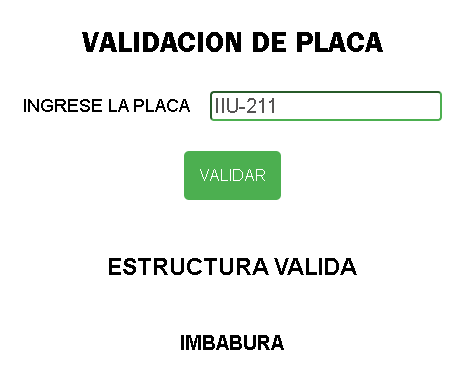 VALIDACION DE PLACA
INGRESE LA PLACA IIU-211
VALIDAR
ESTRUCTURA VALIDA
IMBABURA